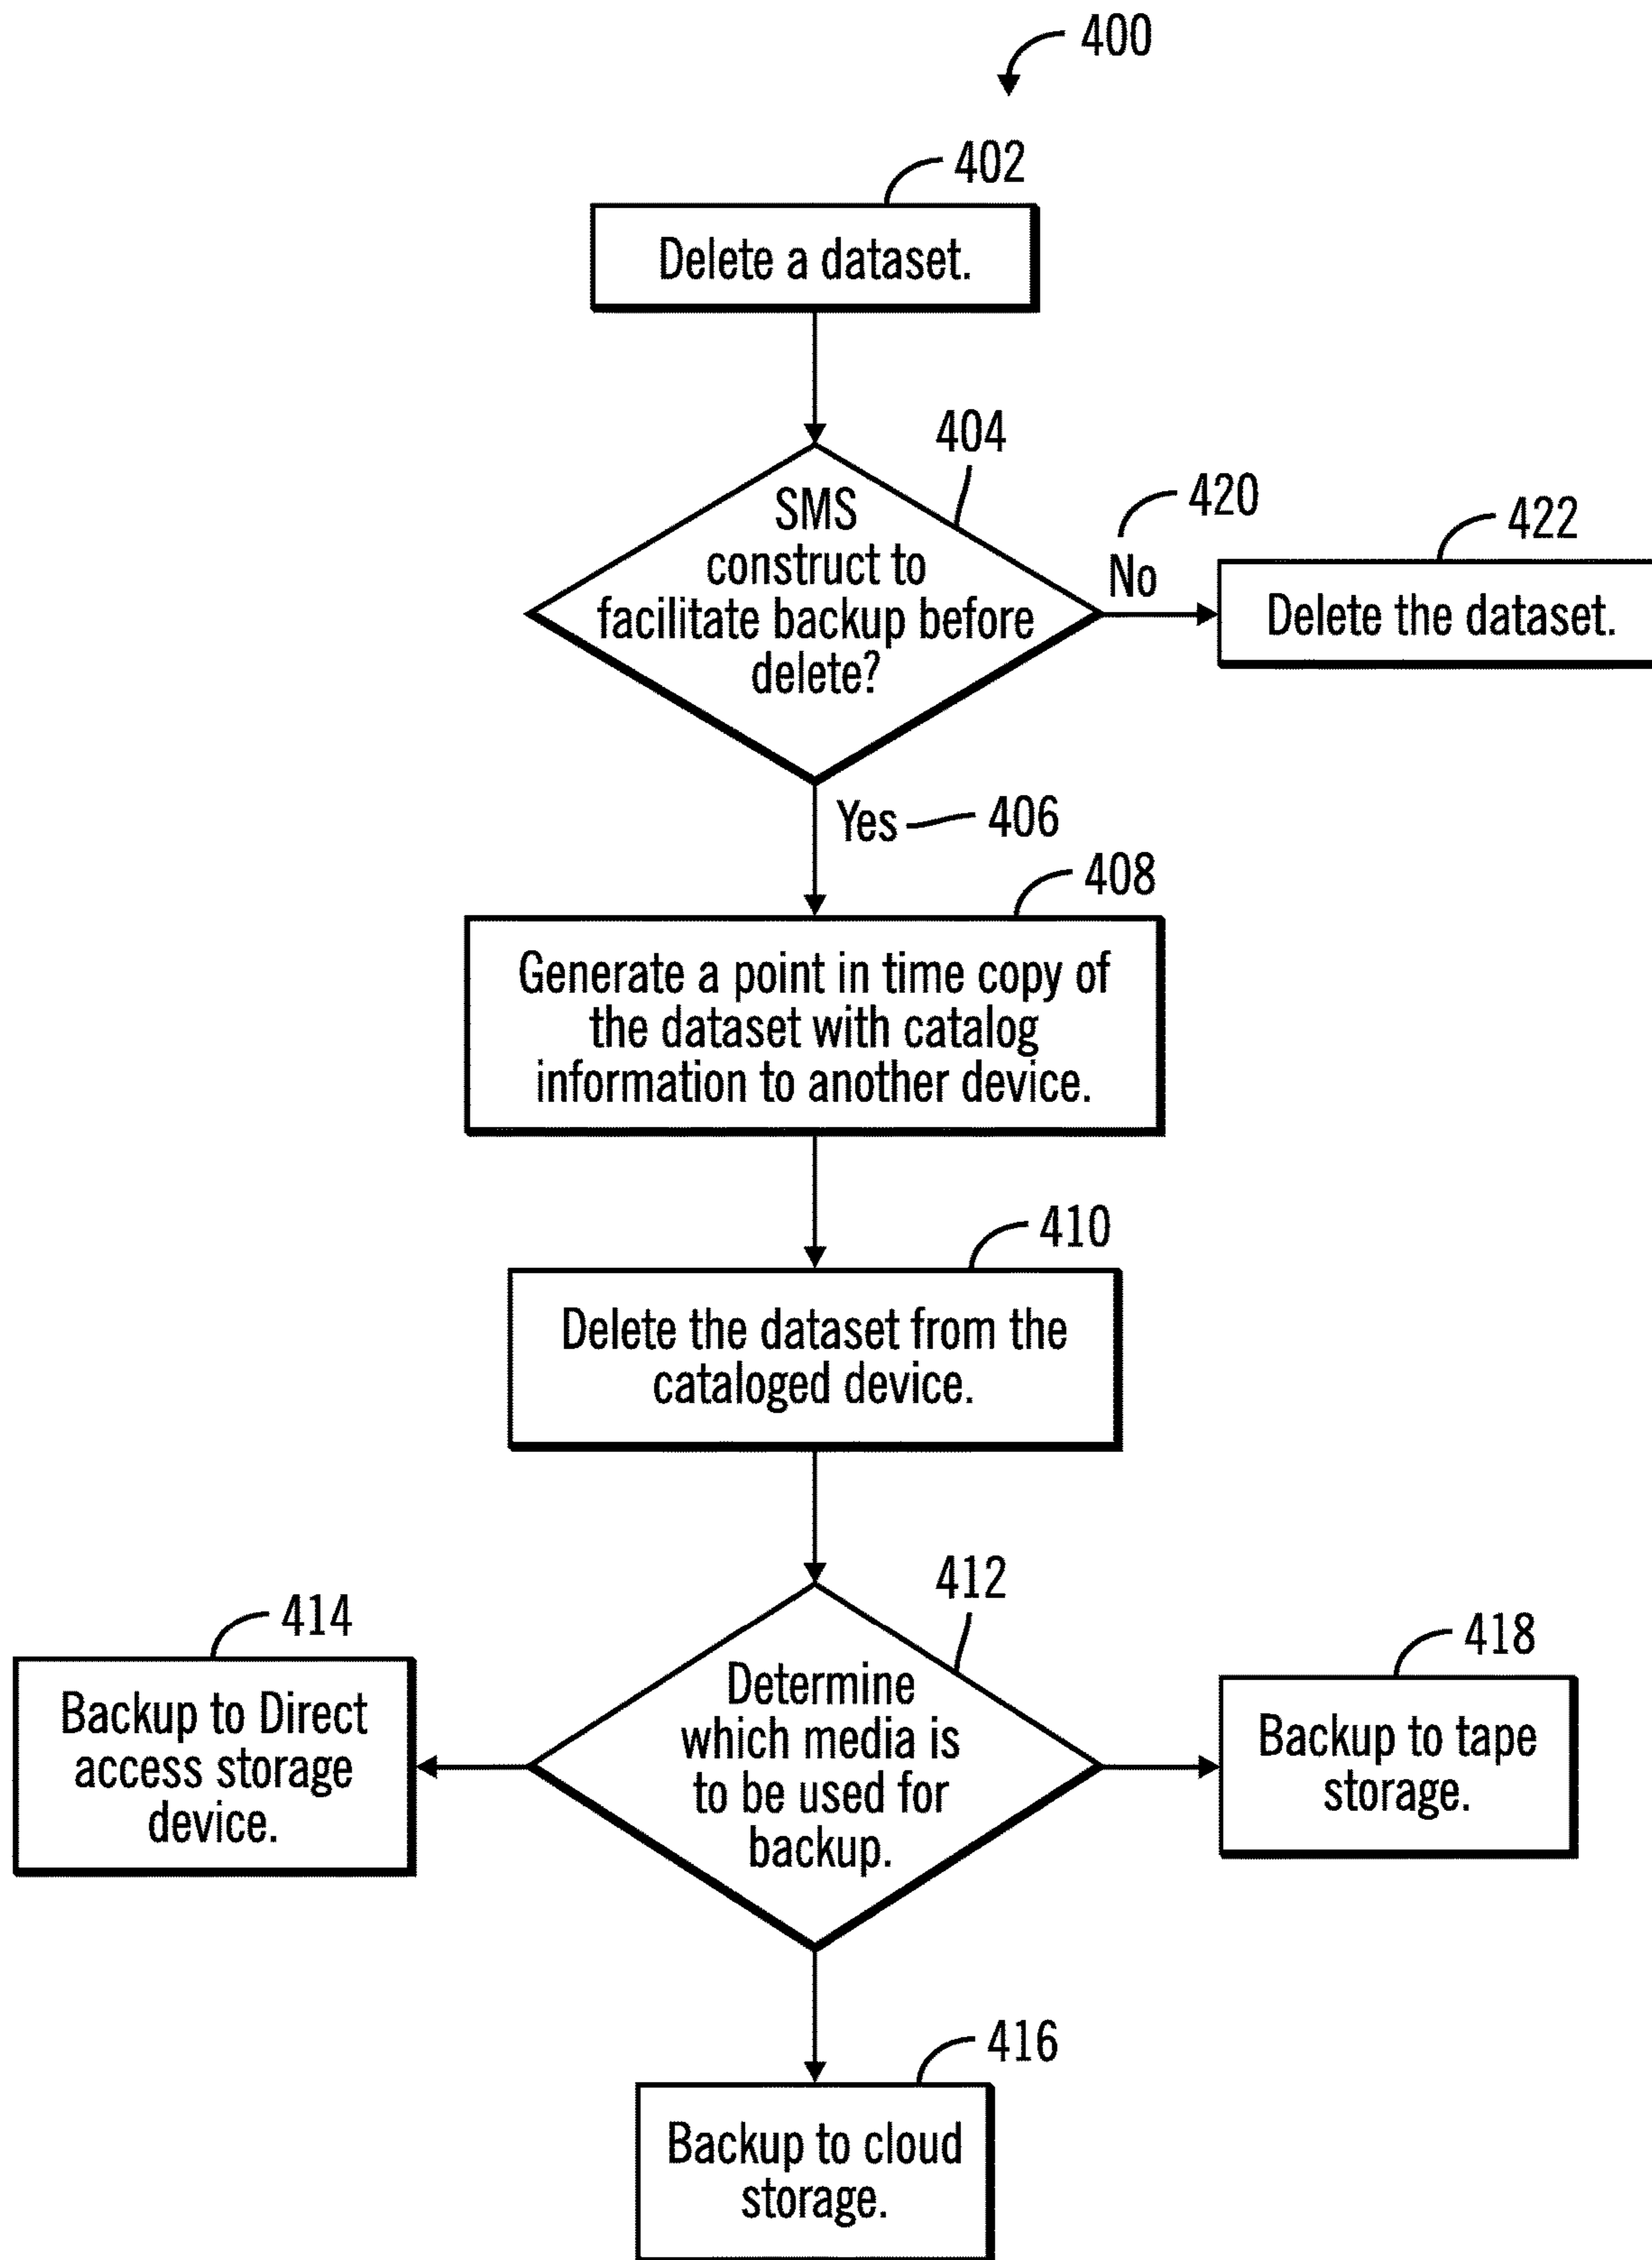 400
402
Delete a dataset.
404
SMS
construct to
facilitate backup before
delete?
420
No
422
Delete the dataset.
Yes
406
408
Generate a point in time copy of
the dataset with catalog
information to another device.
410
Delete the dataset from the
cataloged device.
412
Determine
which media is
to be used for
backup.
414
Backup to Direct
access storage
device.
418
Backup to tape
storage.
416
Backup to cloud
storage.